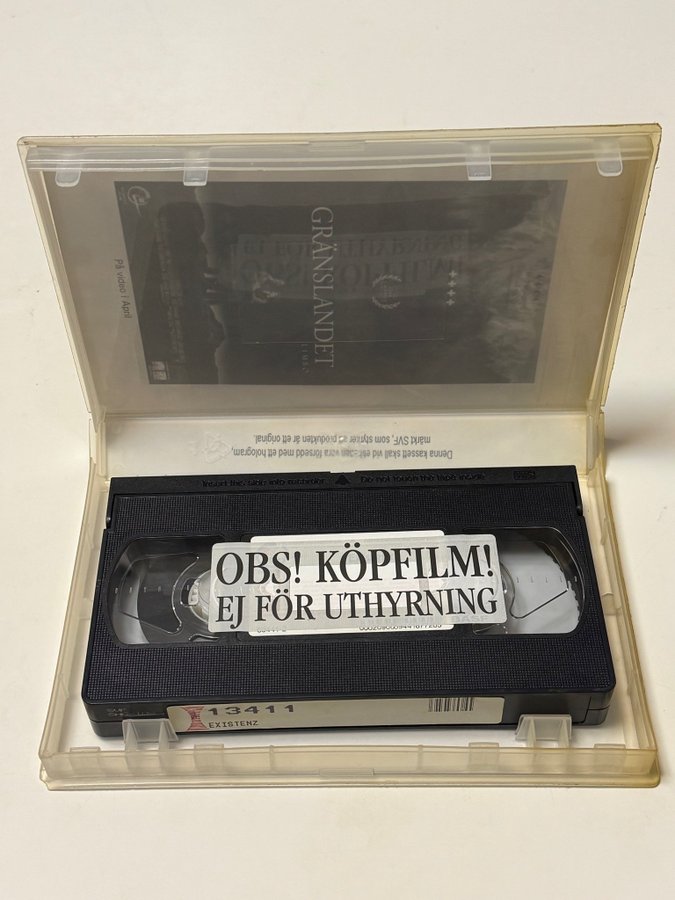 GRÄNSLANDET
LIMBO
På video i April
Denna kassett skall vid ... vara försedd med ett hologram,
märkt SVF, som styrker att produkten är ett original.
Insert this side into recorder
Do not touch the tape inside
OBS! KÖPFILM!
EJ FÖR UTHYRNING
BASF
13411
EXISTENZ